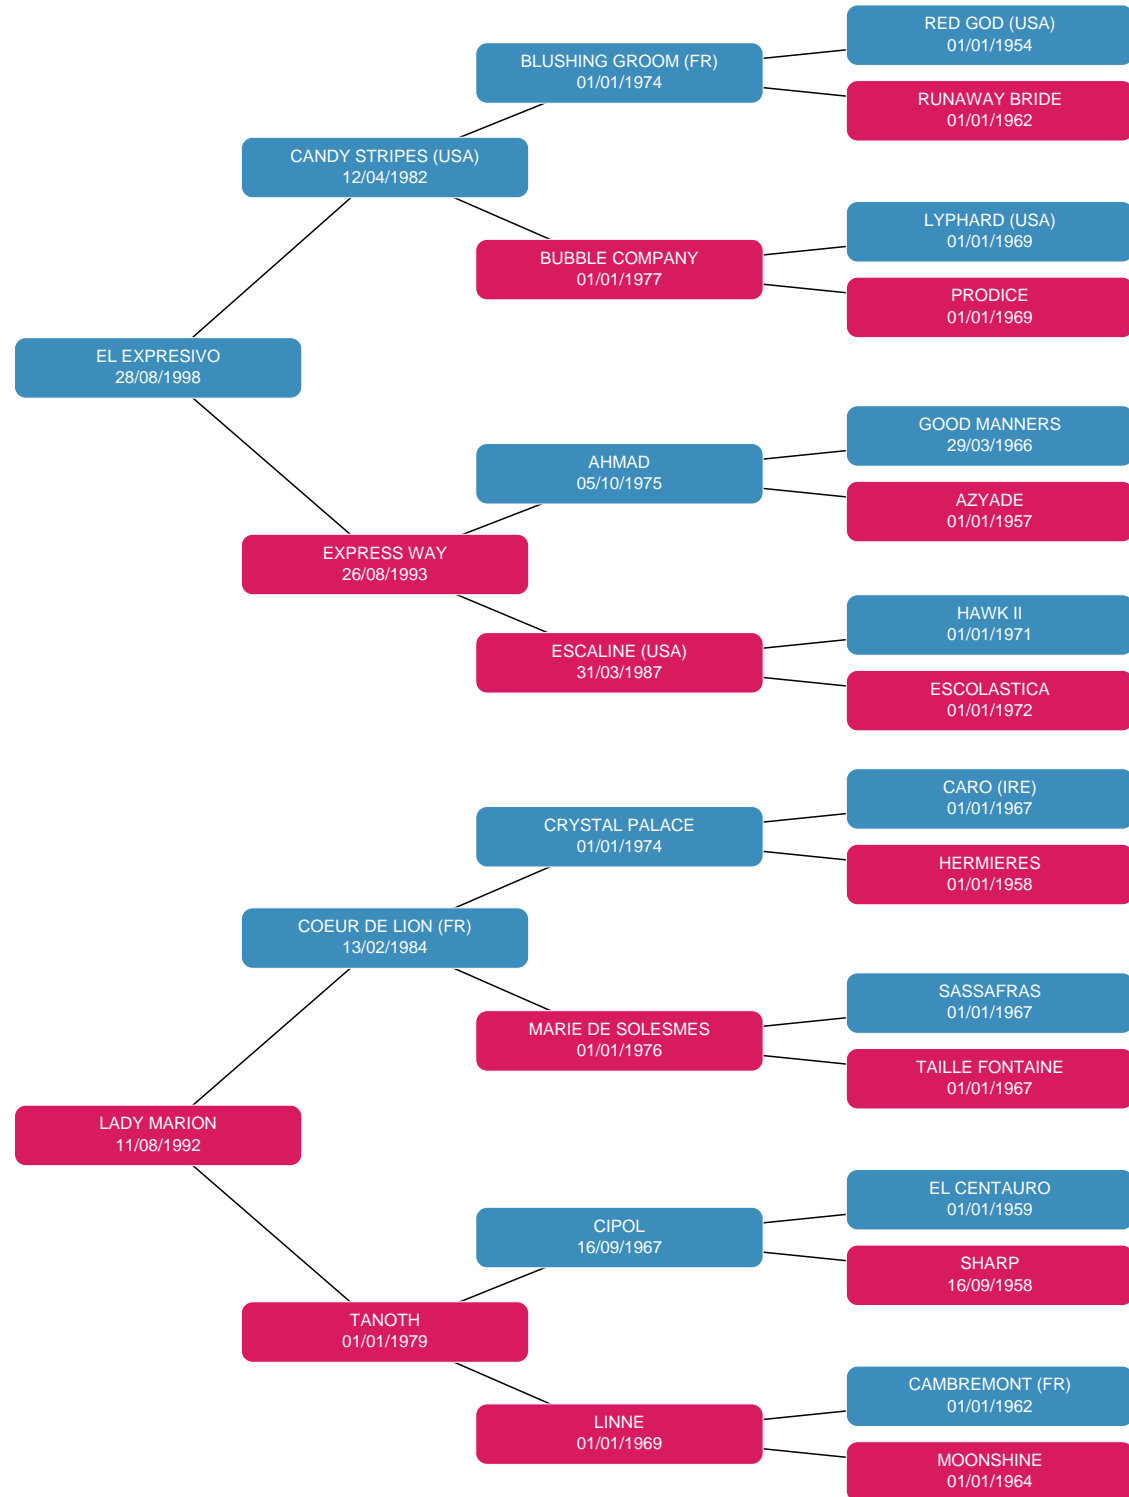 RED GOD (USA)
01/01/1954
BLUSHING GROOM (FR)
01/01/1974
RUNAWAY BRIDE
01/01/1962
CANDY STRIPES (USA)
12/04/1982
LYPHARD (USA)
01/01/1969
BUBBLE COMPANY
01/01/1977
PRODICE
01/01/1969
EL EXPRESIVO
28/08/1998
GOOD MANNERS
29/03/1966
AHMAD
05/10/1975
AZYADE
01/01/1957
EXPRESS WAY
26/08/1993
HAWK II
01/01/1971
ESCALINE (USA)
31/03/1987
ESCOLASTICA
01/01/1972
CARO (IRE)
01/01/1967
CRYSTAL PALACE
01/01/1974
HERMIERES
01/01/1958
COEUR DE LION (FR)
13/02/1984
SASSAFRAS
01/01/1967
MARIE DE SOLESMES
01/01/1976
TAILLE FONTAINE
01/01/1967
LADY MARION
11/08/1992
EL CENTAURO
01/01/1959
CIPOL
16/09/1967
SHARP
16/09/1958
TANOTH
01/01/1979
CAMBREMONT (FR)
01/01/1962
LINNE
01/01/1969
MOONSHINE
01/01/1964